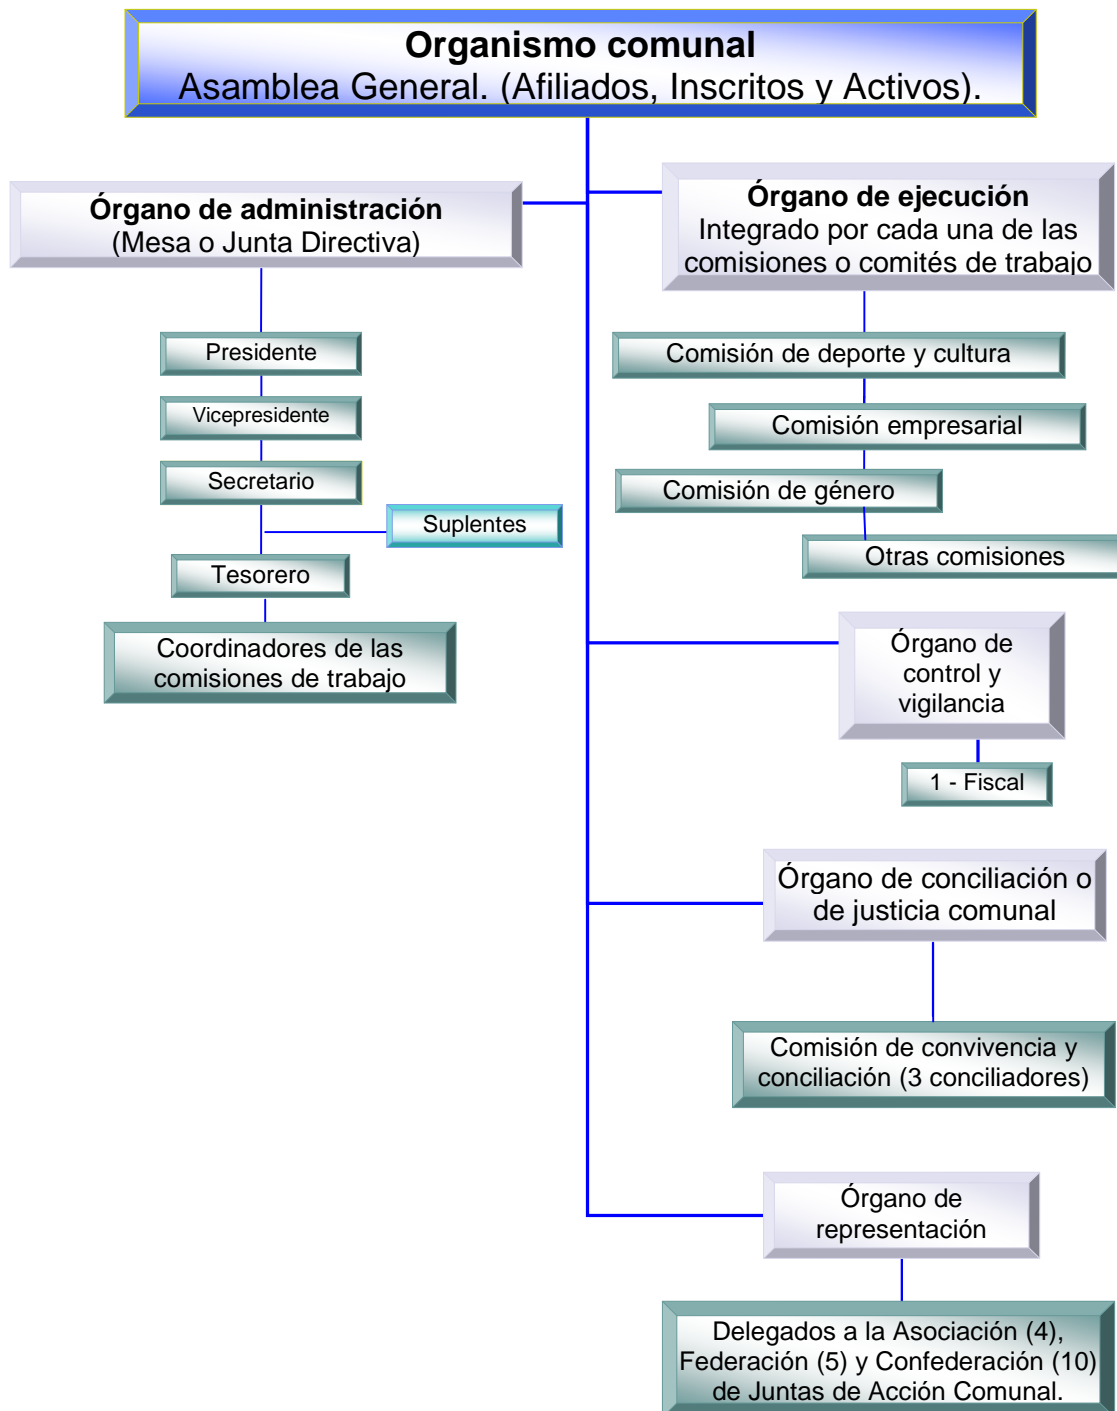 Organismo comunal
Asamblea General. (Afiliados, Inscritos y Activos).
Órgano de administración
(Mesa o Junta Directiva)
Presidente
Vicepresidente
Secretario
Suplentes
Tesorero
Coordinadores de las
comisiones de trabajo
Órgano de ejecución
Integrado por cada una de las
comisiones o comités de trabajo
Comisión de deporte y cultura
Comisión empresarial
Comisión de género
Otras comisiones
Órgano de
control y
vigilancia
1 - Fiscal
Órgano de conciliación o
de justicia comunal
Comisión de convivencia y
conciliación (3 conciliadores)
Órgano de
representación
Delegados a la Asociación (4),
Federación (5) y Confederación (10)
de Juntas de Acción Comunal.